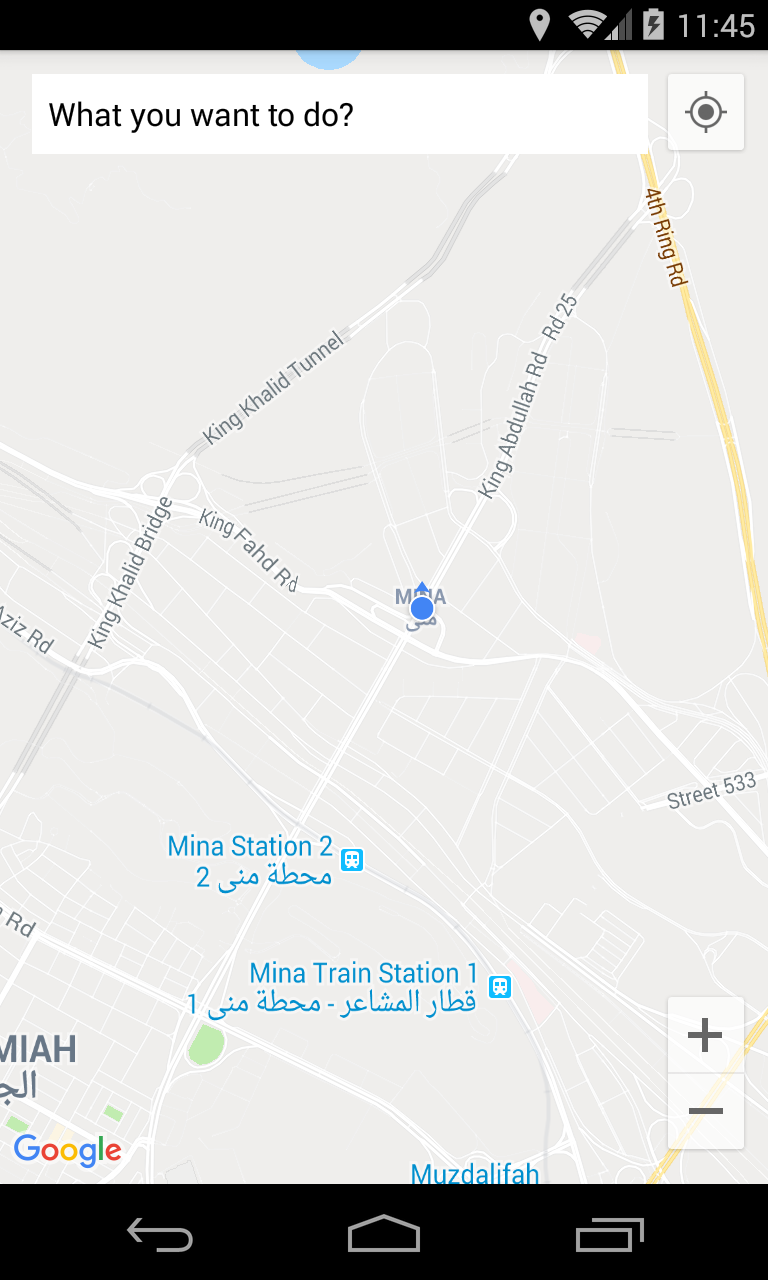 11:45
What you want to do?
4th Ring Rd
Rd 25
King Khalid Tunnel
King Abdullah Rd
King Khalid Bridge
King Fahd Rd
MINA
منى
Aziz Rd
Street 533
Mina Station 2
محطة منى 2
Rd
Mina Train Station 1
قطار المشاعر - محطة منى 1
MIAH
الج
Google
Muzdalifah